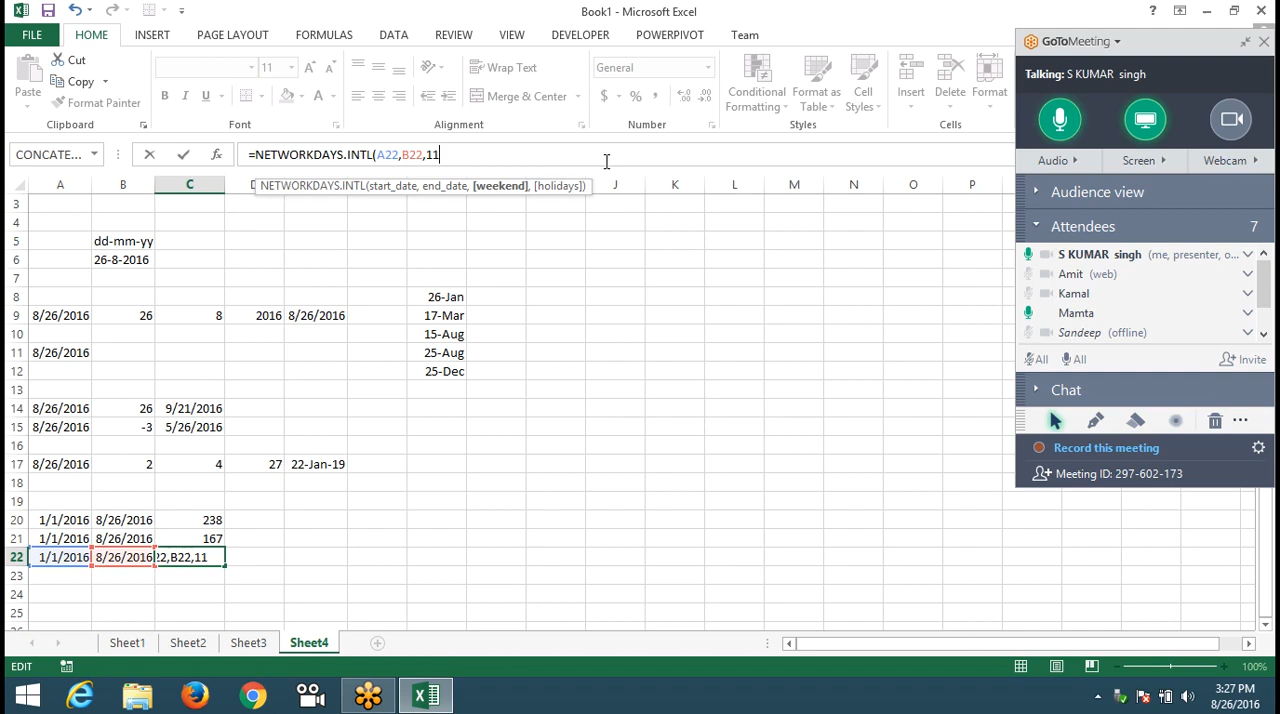 Book1 - Microsoft Excel
FILE HOME INSERT PAGE LAYOUT FORMULAS DATA REVIEW VIEW DEVELOPER POWERPIVOT Team
Cut
Copy
Format Painter
Paste
Clipboard
11
Font
Wrap Text
Merge & Center
Alignment
General
Number
Conditional Formatting
Format as Table
Cell Styles
Styles
Insert Delete Format
Cells
CONCATE... =NETWORKDAYS.INTL(A22,B22,11
NETWORKDAYS.INTL(start_date, end_date, [weekend], [holidays])
A B C D J K L M N O P
3
4
5 dd-mm-yy
6 26-8-2016
7
8 26-Jan
9 8/26/2016 26 8 2016 8/26/2016 17-Mar
10 15-Aug
11 8/26/2016 25-Aug
12 25-Dec
13
14 8/26/2016 26 9/21/2016
15 8/26/2016 -3 5/26/2016
16
17 8/26/2016 2 4 27 22-Jan-19
18
19
20 1/1/2016 8/26/2016 238
21 1/1/2016 8/26/2016 167
22 1/1/2016 8/26/2016 22,B22,11
23
24
25
Sheet1 Sheet2 Sheet3 Sheet4
EDIT 100%
3:27 PM
8/26/2016
GoToMeeting
Talking: S KUMAR singh
Audio Screen Webcam
Audience view
Attendees 7
S KUMAR singh (me, presenter, o...
Amit (web)
Kamal
Mamta
Sandeep (offline)
All All Invite
Chat
Record this meeting
Meeting ID: 297-602-173